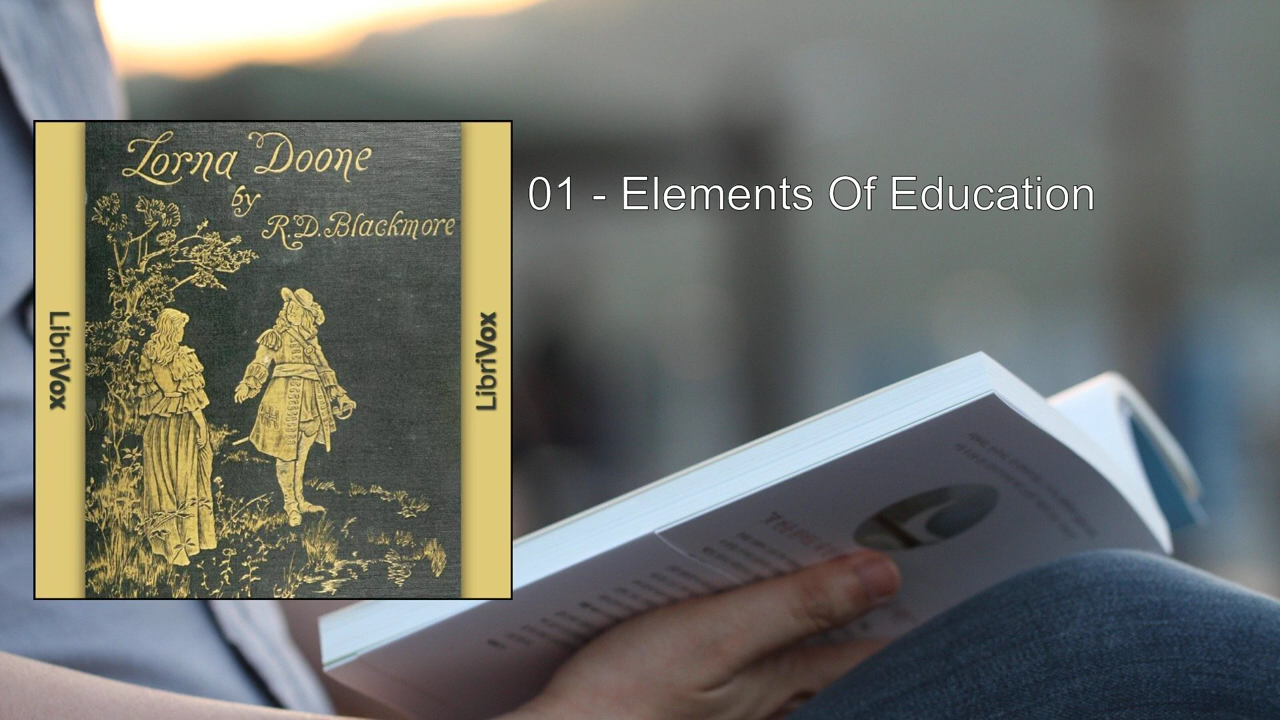 Lorna Doone
by
R.D. Blackmore
LibriVox
LibriVox
01 - Elements Of Education